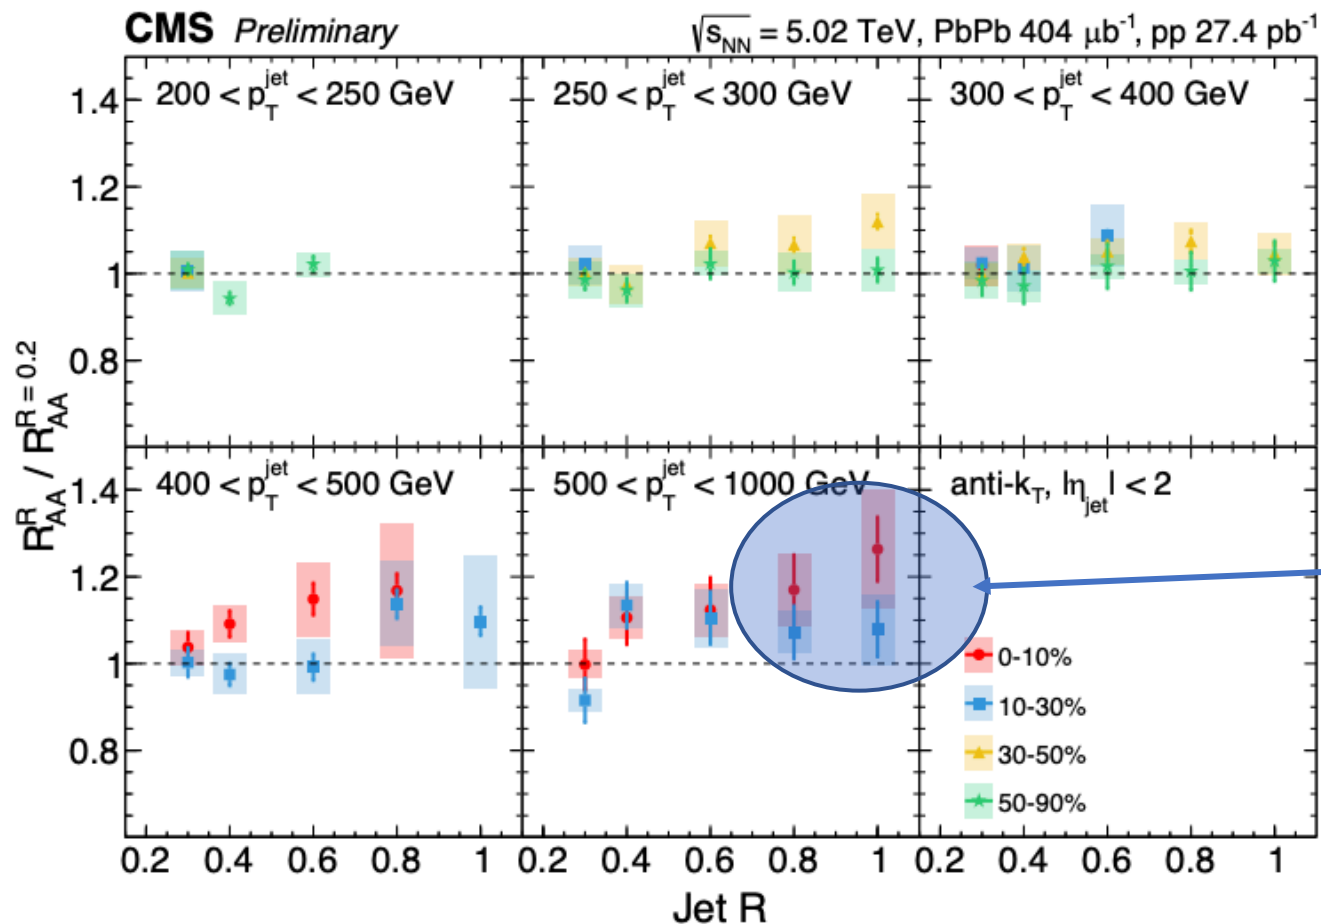 CMS Preliminary √s_NN = 5.02 TeV, PbPb 404 μb⁻¹, pp 27.4 pb⁻¹
200 < p_T^jet < 250 GeV
250 < p_T^jet < 300 GeV
300 < p_T^jet < 400 GeV
1.4
1.2
1
0.8
R_AA^R / R_AA^R = 0.2
400 < p_T^jet < 500 GeV
500 < p_T^jet < 1000 GeV
anti-k_T, |η_jet| < 2
1.4
1.2
1
0.8
0-10%
10-30%
30-50%
50-90%
0.2 0.4 0.6 0.8 1 0.2 0.4 0.6 0.8 1 0.2 0.4 0.6 0.8 1
Jet R